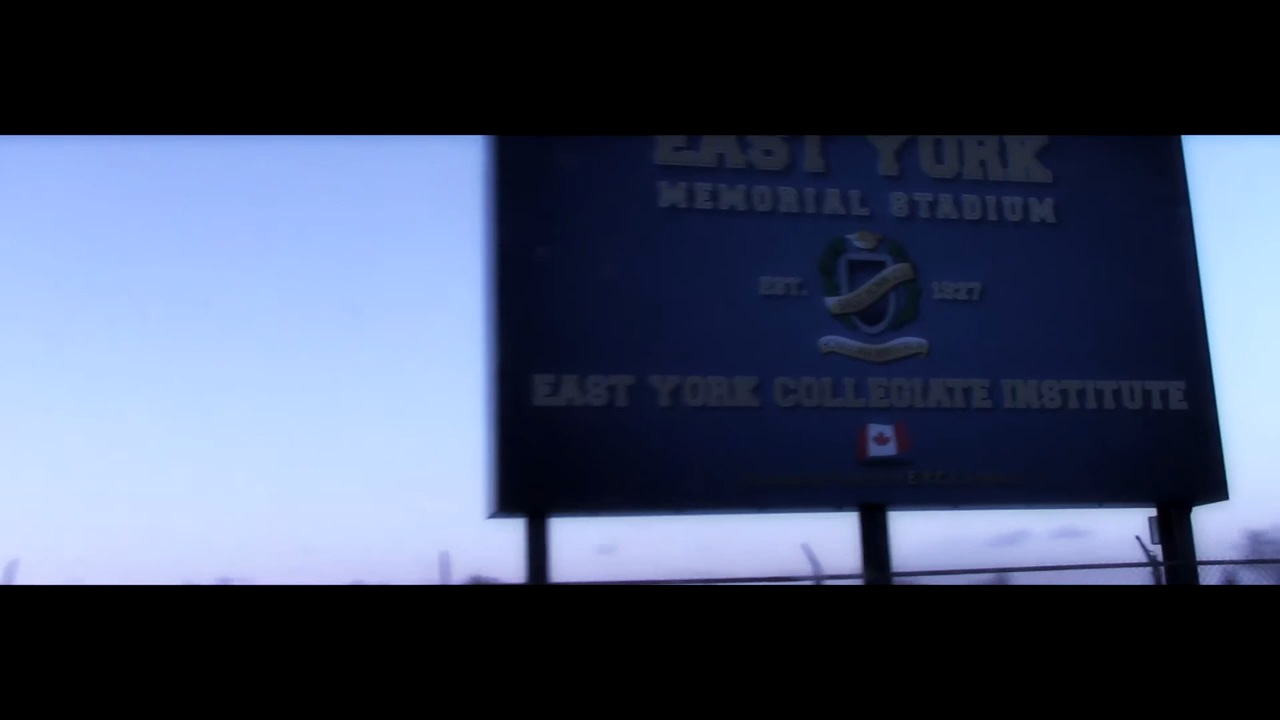 EAST YORK
MEMORIAL STADIUM
EST. 1927
EAST YORK COLLEGIATE INSTITUTE